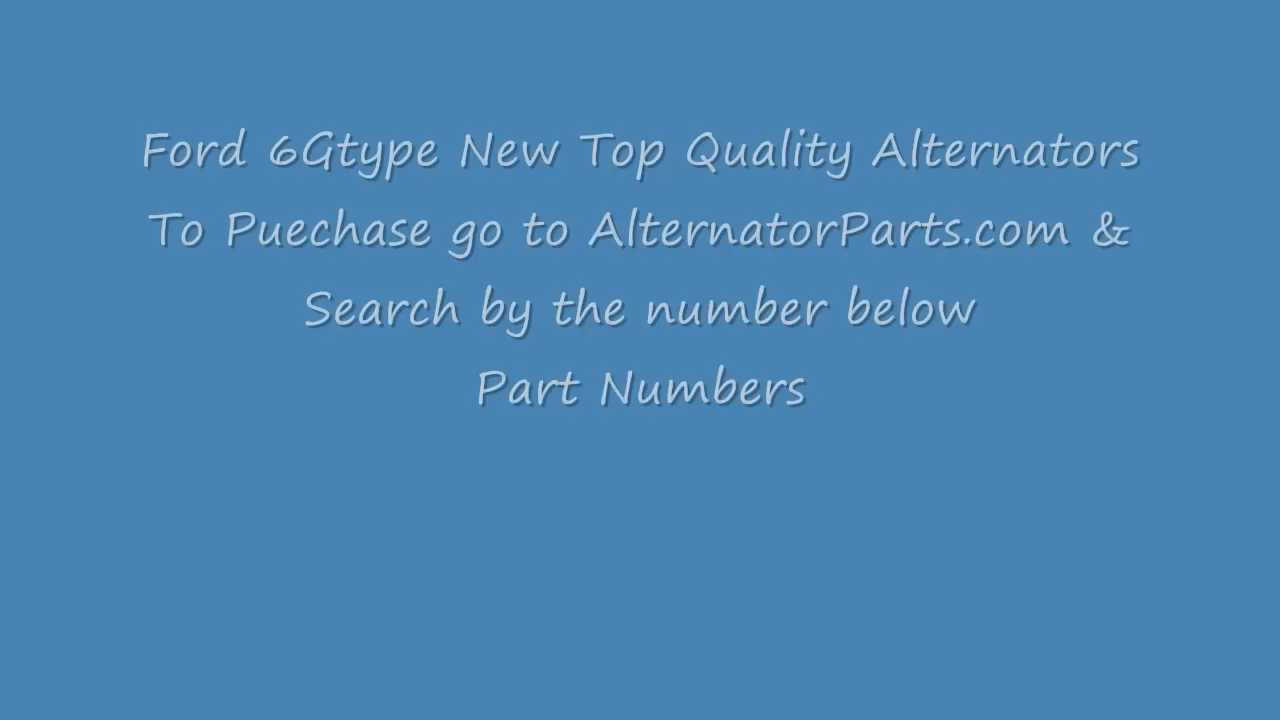 Ford 6Gtype New Top Quality Alternators
To Puechase go to AlternatorParts.com &
Search by the number below
Part Numbers